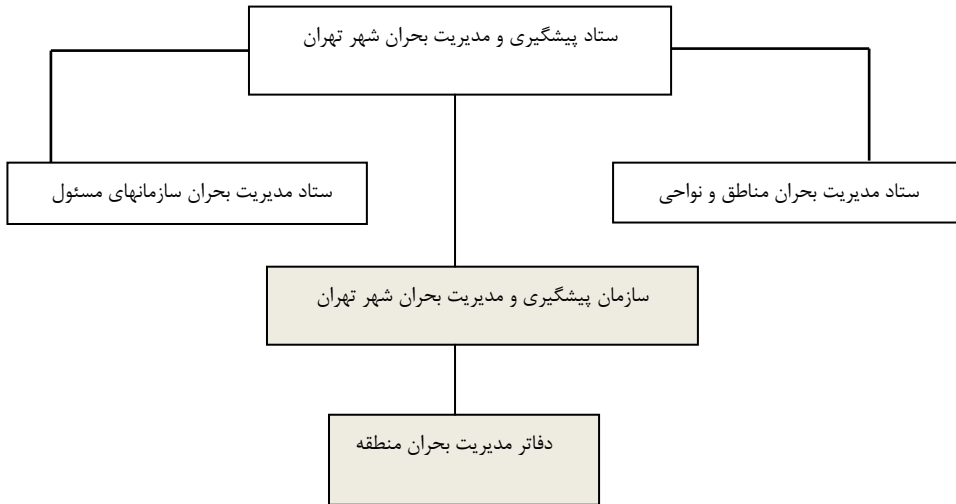 ستاد پیشگیری و مدیریت بحران شهر تهران
ستاد مدیریت بحران مناطق و نواحی
ستاد مدیریت بحران سازمانهای مسئول
سازمان پیشگیری و مدیریت بحران شهر تهران
دفاتر مدیریت بحران منطقه